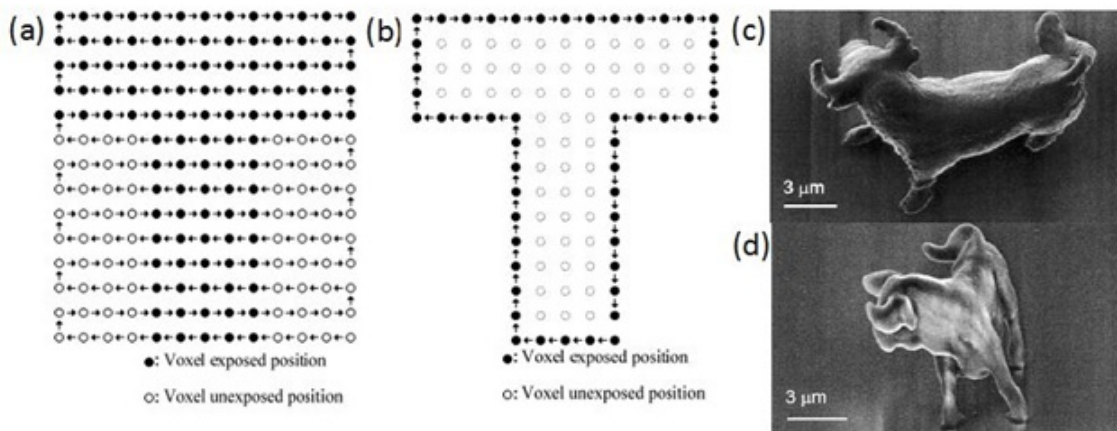 (a)
(b)
(c)
3 μm
(d)
3 μm
●: Voxel exposed position
○: Voxel unexposed position
●: Voxel exposed position
○: Voxel unexposed position